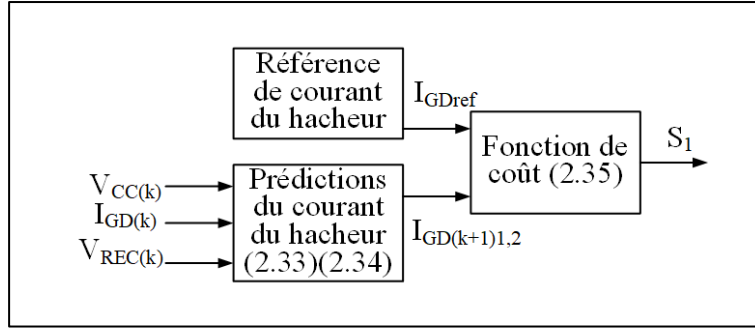 Référence
de courant
du hacheur
I_GDref
Fonction de
coût (2.35)
S_1
V_CC(k)
I_GD(k)
V_REC(k)
Prédictions
du courant
du hacheur
(2.33)(2.34)
I_GD(k+1)1,2